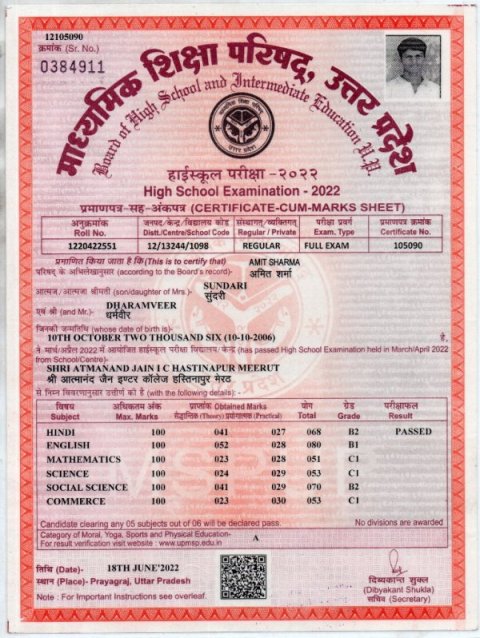 12105090
क्रमांक (Sr. No.)
0384911
माध्यमिक शिक्षा परिषद्, उत्तर प्रदेश
Board of High School and Intermediate Education U.P.
हाईस्कूल परीक्षा -२०२२
High School Examination - 2022
प्रमाणपत्र-सह-अंकपत्र (CERTIFICATE-CUM-MARKS SHEET)
अनुक्रमांक जनपद/केन्द्र/विद्यालय कोड संस्थागत/व्यक्तिगत परीक्षा प्रवर्ग प्रमाणपत्र क्रमांक
Roll No. Distt./Centre/School Code Regular / Private Exam. Type Certificate No.
1220422551 12/13244/1098 REGULAR FULL EXAM 105090
प्रमाणित किया जाता है कि(This is to certify that) AMIT SHARMA
परिषद के अभिलेखानुसार (according to the Board's record)- अमित शर्मा
आत्मज/आत्मजा श्रीमती (son/daughter of Mrs.)- SUNDARI
सुंदरी
एवं श्री (and Mr.)- DHARAMVEER
धर्मवीर
जिनकी जन्मतिथि (whose date of birth is)
10TH OCTOBER TWO THOUSAND SIX (10-10-2006) है,
ने मार्च/अप्रैल 2022 में आयोजित हाईस्कूल परीक्षा विद्यालय/केन्द्र (has passed High School Examination held in March/April 2022
from School/Centre).
SHRI ATMANAND JAIN I C HASTINAPUR MEERUT
श्री आत्मानंद जैन इण्टर कॉलेज हस्तिनापुर मेरठ
से निम्न विवरणानुसार उत्तीर्ण की है (with the following details)-
विषय अधिकतम अंक प्राप्तांक Obtained Marks योग ग्रेड परीक्षाफल
Subject Max. Marks सैद्धान्तिक (Theory) प्रयोगात्मक (Practical) Total Grade Result
HINDI 100 041 027 068 B2 PASSED
ENGLISH 100 052 028 080 B1
MATHEMATICS 100 023 028 051 C1
SCIENCE 100 024 029 053 C1
SOCIAL SCIENCE 100 041 029 070 B2
COMMERCE 100 023 030 053 C1
Candidate clearing any 05 subjects out of 06 will be declared pass. No divisions are awarded
Category of Moral, Yoga, Sports and Physical Education- A
For result verification visit website : www.upmsp.edu.in
तिथि (Date)- 18TH JUNE'2022
स्थान (Place)- Prayagraj, Uttar Pradesh
Note : For Important Instructions see overleaf.
दिव्यकान्त शुक्ल
(Dibyakant Shukla)
सचिव (Secretary)